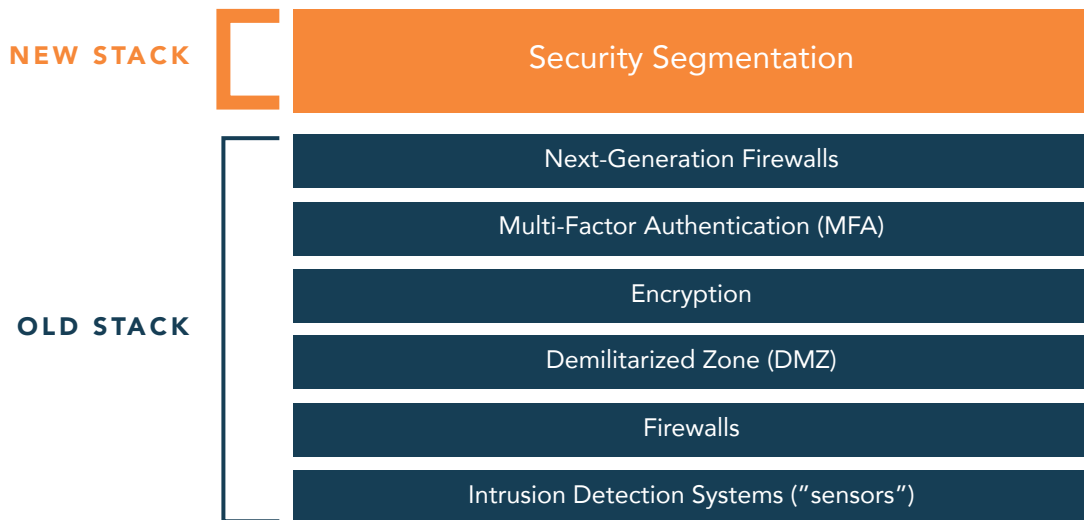 NEW STACK
Security Segmentation
Next-Generation Firewalls
Multi-Factor Authentication (MFA)
Encryption
OLD STACK
Demilitarized Zone (DMZ)
Firewalls
Intrusion Detection Systems (”sensors”)